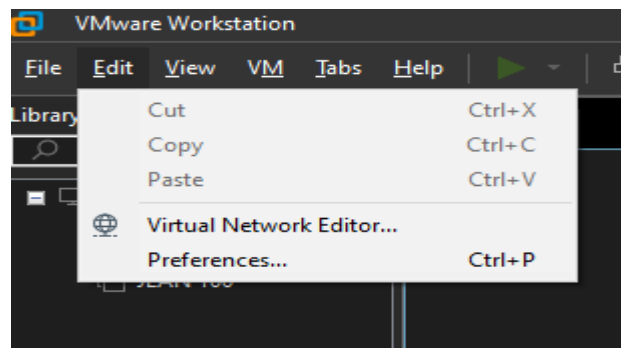 VMware Workstation
File Edit View VM Tabs Help
Library
Cut Ctrl+X
Copy Ctrl+C
Paste Ctrl+V
Virtual Network Editor...
Preferences... Ctrl+P